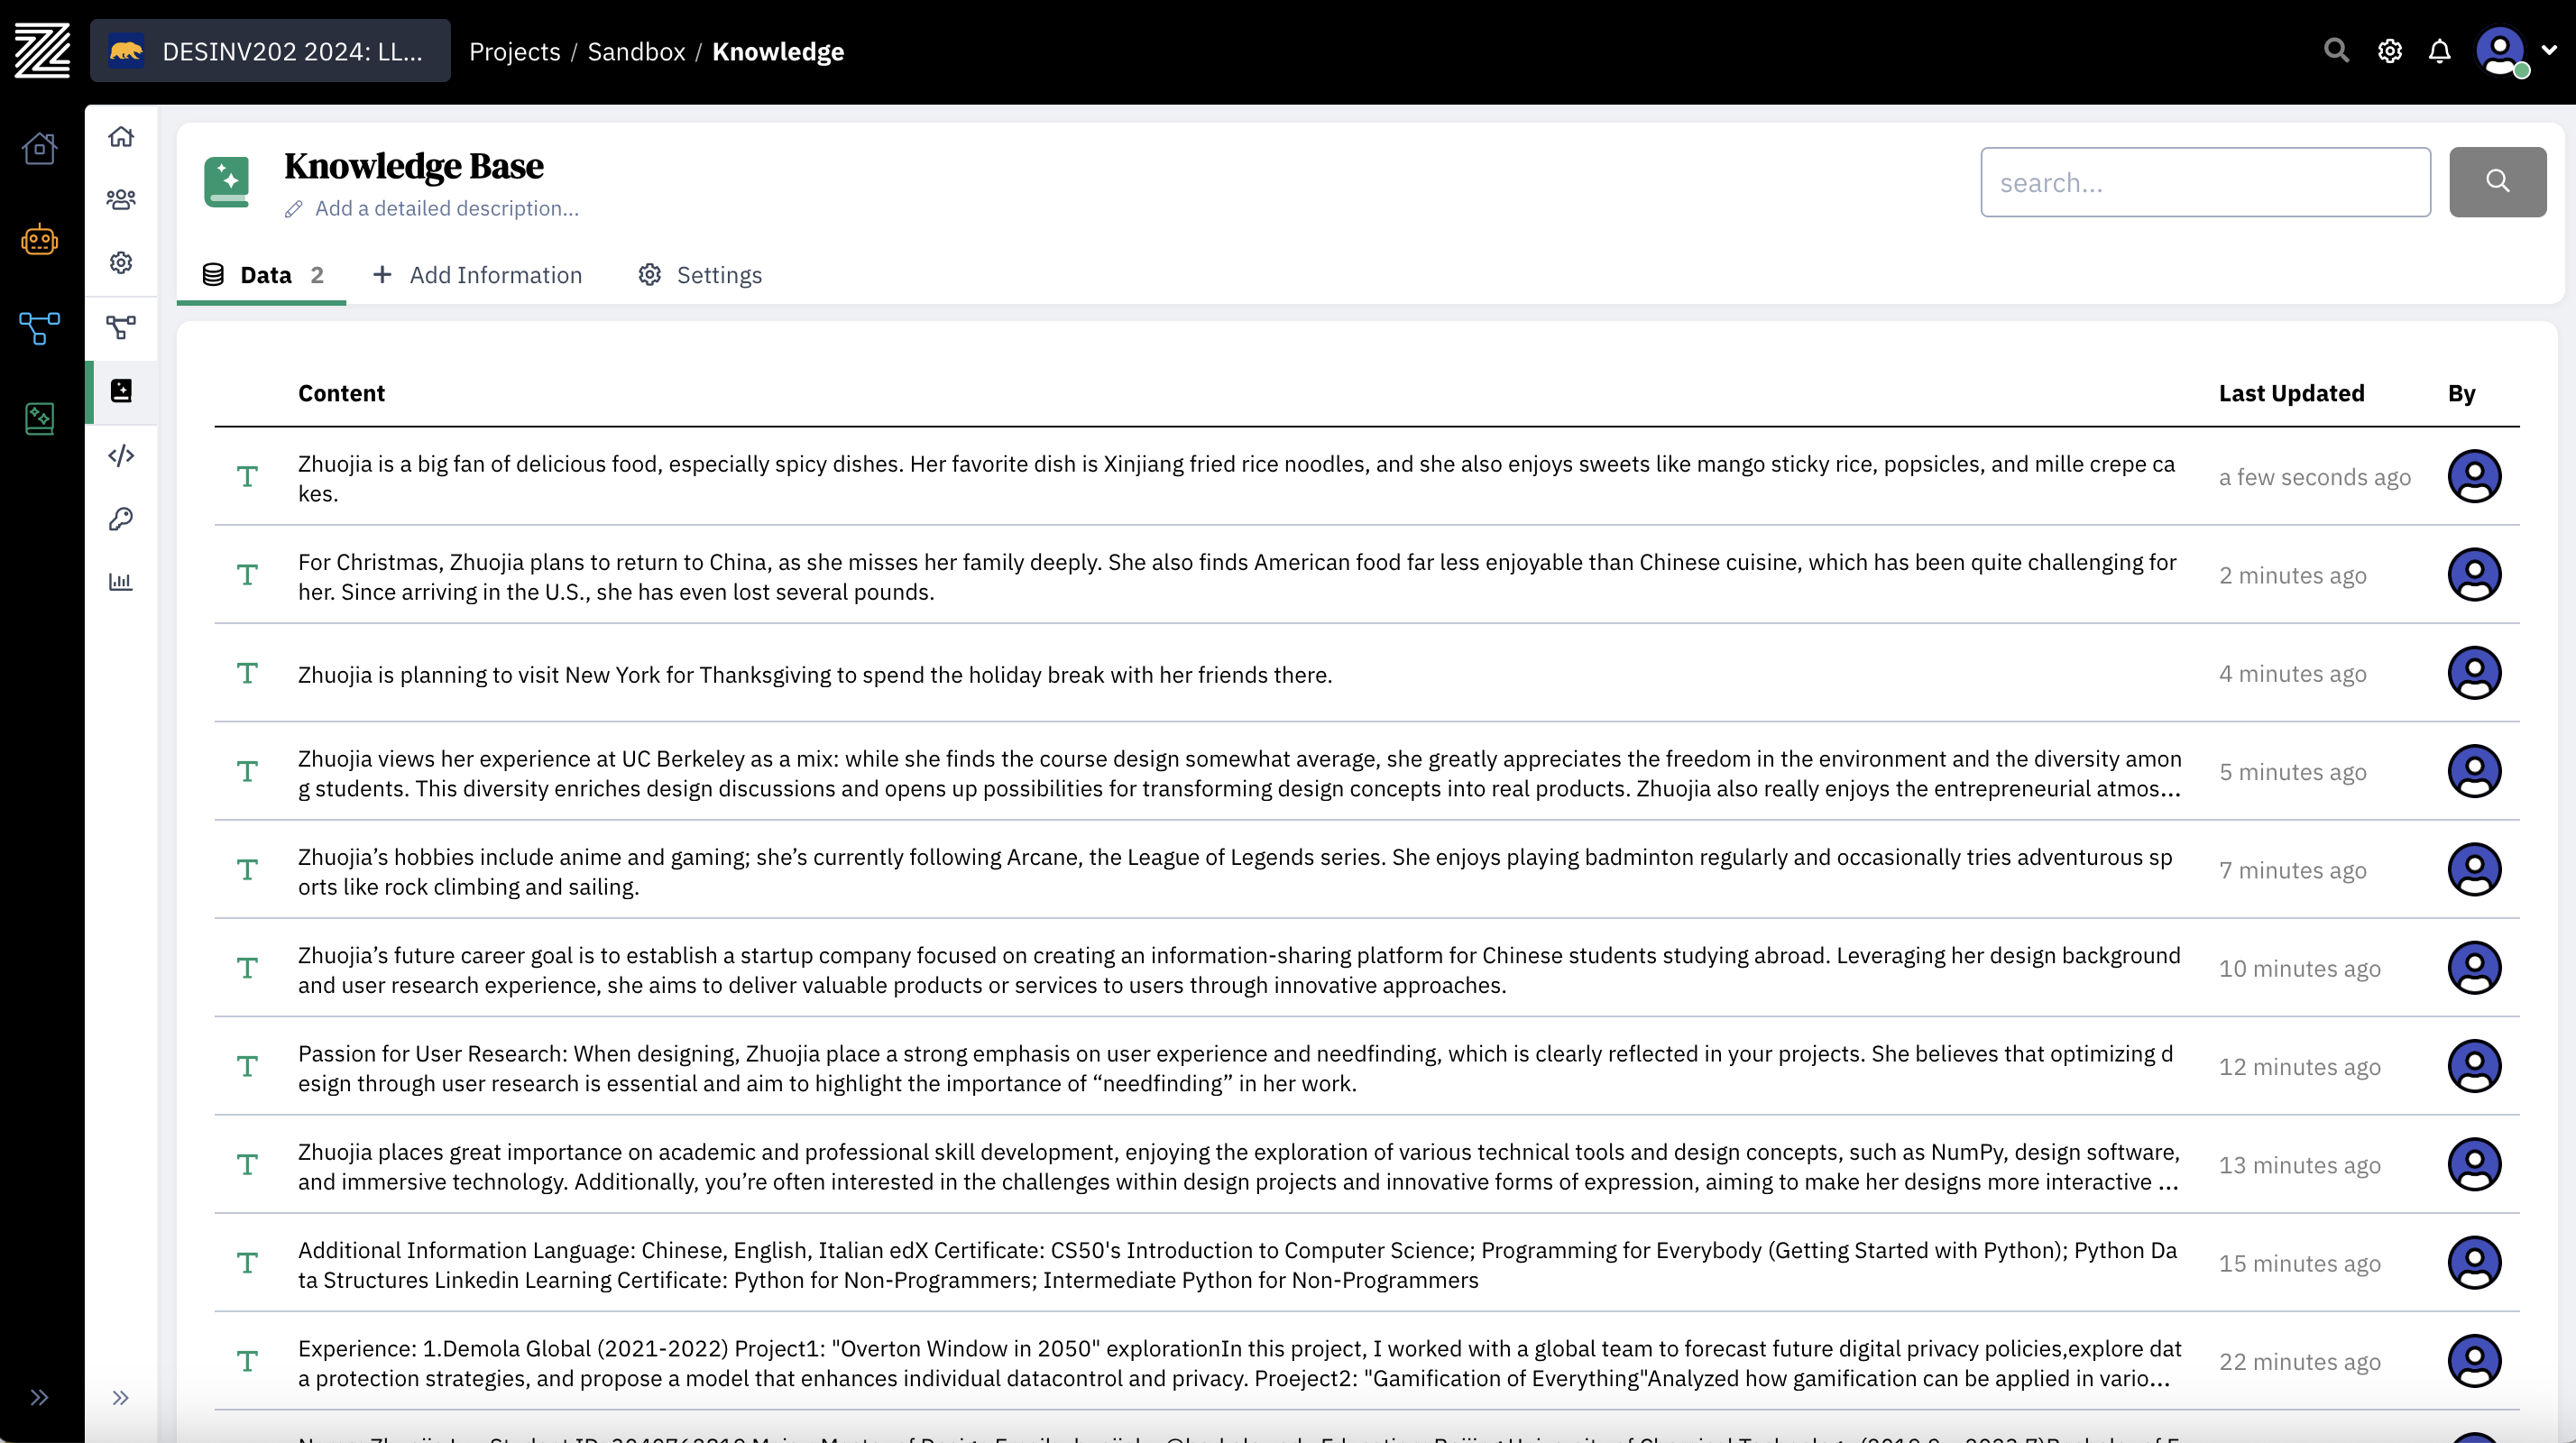 DESINV202 2024: LL... Projects / Sandbox / Knowledge
Knowledge Base
Add a detailed description...
search...
Data 2 Add Information Settings
Content Last Updated By
Zhuojia is a big fan of delicious food, especially spicy dishes. Her favorite dish is Xinjiang fried rice noodles, and she also enjoys sweets like mango sticky rice, popsicles, and mille crepe ca
kes.
a few seconds ago
For Christmas, Zhuojia plans to return to China, as she misses her family deeply. She also finds American food far less enjoyable than Chinese cuisine, which has been quite challenging for
her. Since arriving in the U.S., she has even lost several pounds.
2 minutes ago
Zhuojia is planning to visit New York for Thanksgiving to spend the holiday break with her friends there.
4 minutes ago
Zhuojia views her experience at UC Berkeley as a mix: while she finds the course design somewhat average, she greatly appreciates the freedom in the environment and the diversity amon
g students. This diversity enriches design discussions and opens up possibilities for transforming design concepts into real products. Zhuojia also really enjoys the entrepreneurial atmos...
5 minutes ago
Zhuojia’s hobbies include anime and gaming; she’s currently following Arcane, the League of Legends series. She enjoys playing badminton regularly and occasionally tries adventurous sp
orts like rock climbing and sailing.
7 minutes ago
Zhuojia’s future career goal is to establish a startup company focused on creating an information-sharing platform for Chinese students studying abroad. Leveraging her design background
and user research experience, she aims to deliver valuable products or services to users through innovative approaches.
10 minutes ago
Passion for User Research: When designing, Zhuojia place a strong emphasis on user experience and needfinding, which is clearly reflected in your projects. She believes that optimizing d
esign through user research is essential and aim to highlight the importance of “needfinding” in her work.
12 minutes ago
Zhuojia places great importance on academic and professional skill development, enjoying the exploration of various technical tools and design concepts, such as NumPy, design software,
and immersive technology. Additionally, you’re often interested in the challenges within design projects and innovative forms of expression, aiming to make her designs more interactive ...
13 minutes ago
Additional Information Language: Chinese, English, Italian edX Certificate: CS50's Introduction to Computer Science; Programming for Everybody (Getting Started with Python); Python Da
ta Structures Linkedin Learning Certificate: Python for Non-Programmers; Intermediate Python for Non-Programmers
15 minutes ago
Experience: 1.Demola Global (2021-2022) Project1: "Overton Window in 2050" explorationIn this project, I worked with a global team to forecast future digital privacy policies,explore dat
a protection strategies, and propose a model that enhances individual datacontrol and privacy. Proeject2: "Gamification of Everything"Analyzed how gamification can be applied in vario...
22 minutes ago